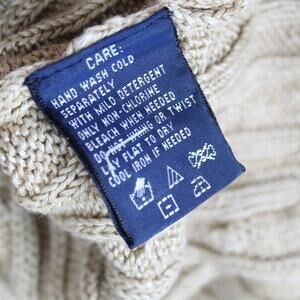 CARE:
HAND WASH COLD
SEPARATELY
WITH MILD DETERGENT
ONLY NON-CHLORINE
BLEACH WHEN NEEDED
DO NOT WRING OR TWIST
LAY FLAT TO DRY
COOL IRON IF NEEDED